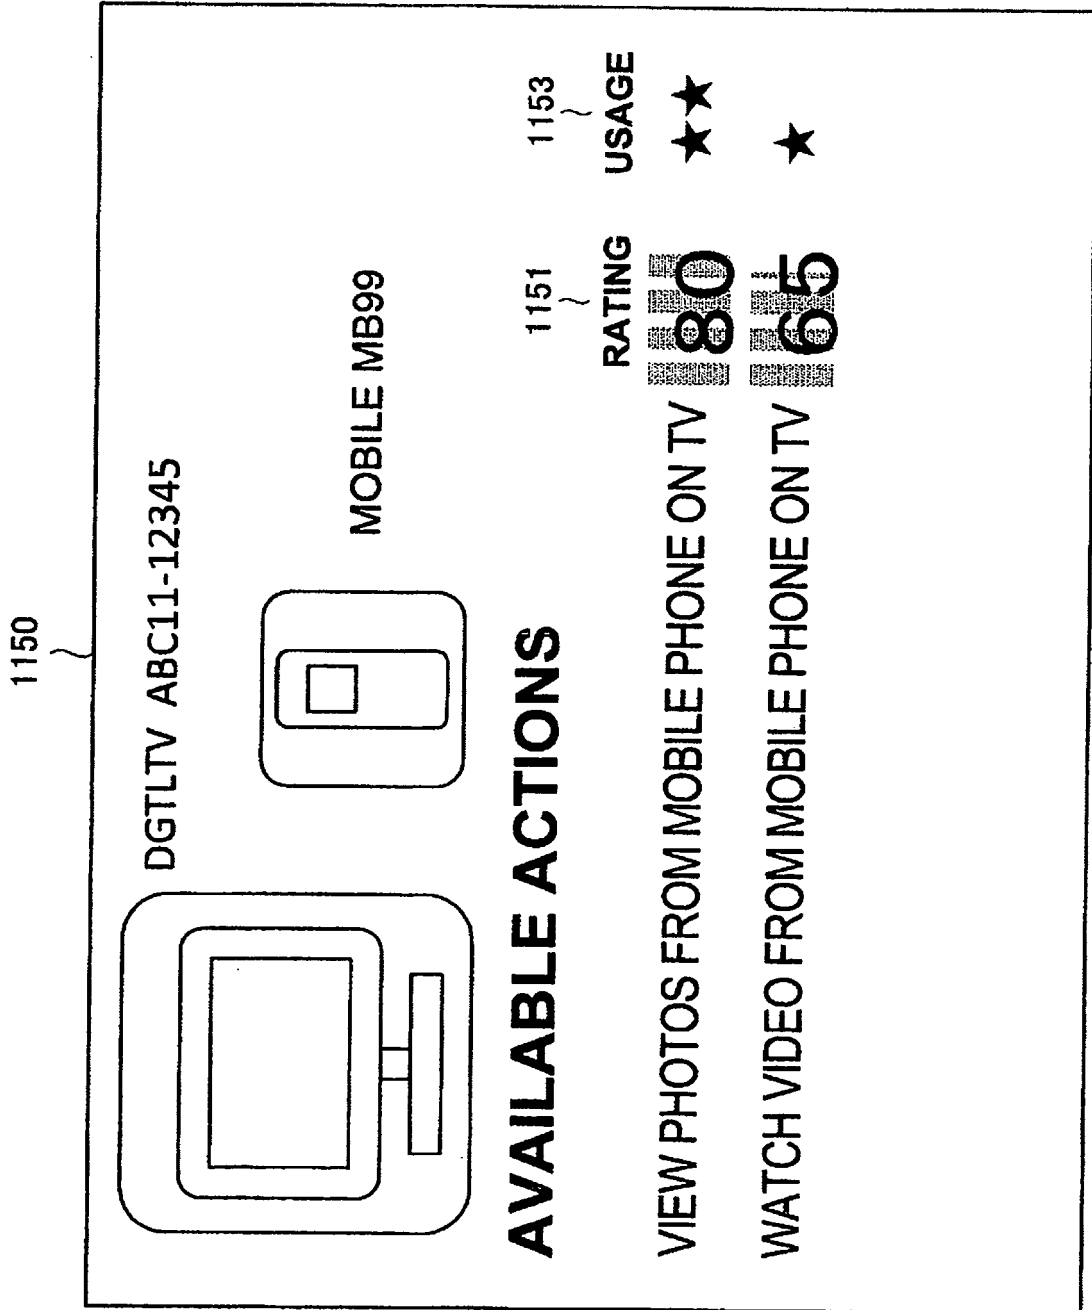 1150
DGTLTV ABC11-12345
MOBILE MB99
AVAILABLE ACTIONS
1151
1153
RATING
USAGE
VIEW PHOTOS FROM MOBILE PHONE ON TV 80 ★★
WATCH VIDEO FROM MOBILE PHONE ON TV 65 ★